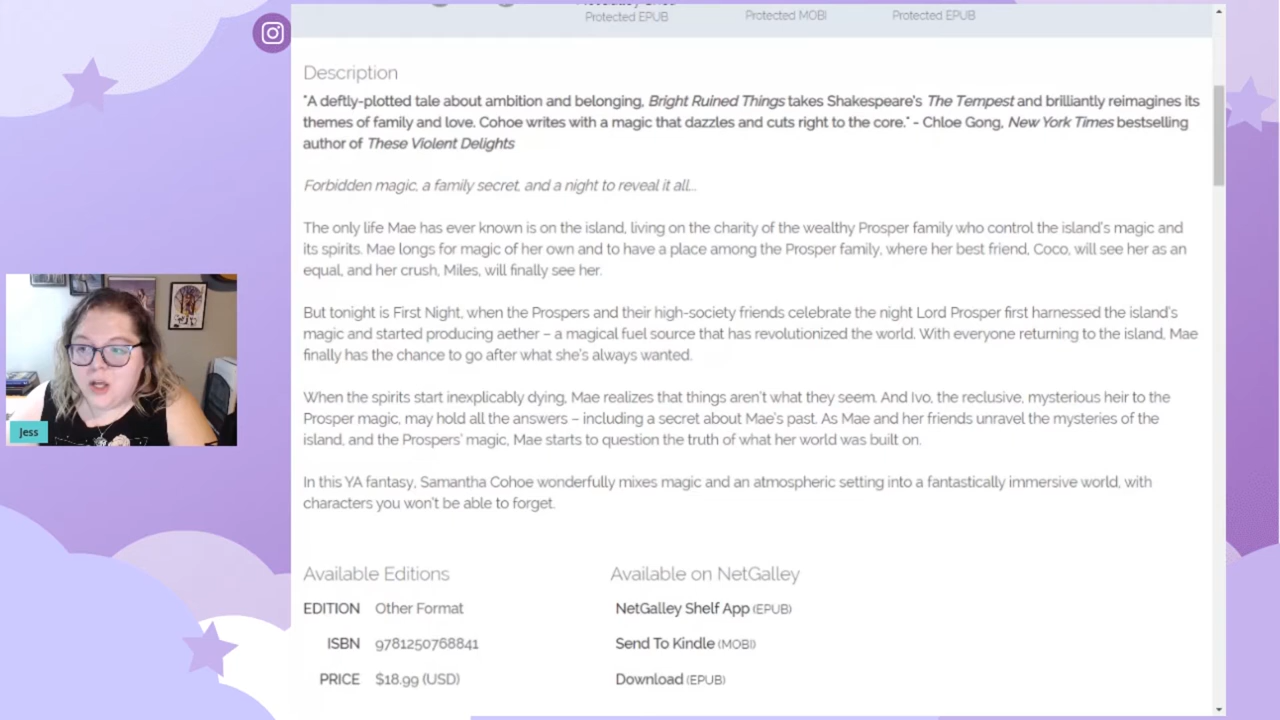 Protected EPUB Protected MOBI Protected EPUB
Description
"A deftly-plotted tale about ambition and belonging, Bright Ruined Things takes Shakespeare's The Tempest and brilliantly reimagines its
themes of family and love. Cohoe writes with a magic that dazzles and cuts right to the core." - Chloe Gong, New York Times bestselling
author of These Violent Delights
Forbidden magic, a family secret, and a night to reveal it all...
The only life Mae has ever known is on the island, living on the charity of the wealthy Prosper family who control the island's magic and
its spirits. Mae longs for magic of her own and to have a place among the Prosper family, where her best friend, Coco, will see her as an
equal, and her crush, Miles, will finally see her.
But tonight is First Night, when the Prospers and their high-society friends celebrate the night Lord Prosper first harnessed the island's
magic and started producing aether – a magical fuel source that has revolutionized the world. With everyone returning to the island, Mae
finally has the chance to go after what she's always wanted.
When the spirits start inexplicably dying, Mae realizes that things aren't what they seem. And Ivo, the reclusive, mysterious heir to the
Prosper magic, may hold all the answers – including a secret about Mae's past. As Mae and her friends unravel the mysteries of the
island, and the Prospers' magic, Mae starts to question the truth of what her world was built on.
In this YA fantasy, Samantha Cohoe wonderfully mixes magic and an atmospheric setting into a fantastically immersive world, with
characters you won't be able to forget.
Available Editions Available on NetGalley
EDITION Other Format NetGalley Shelf App (EPUB)
ISBN 9781250768841 Send To Kindle (MOBI)
PRICE $18.99 (USD) Download (EPUB)
Jess